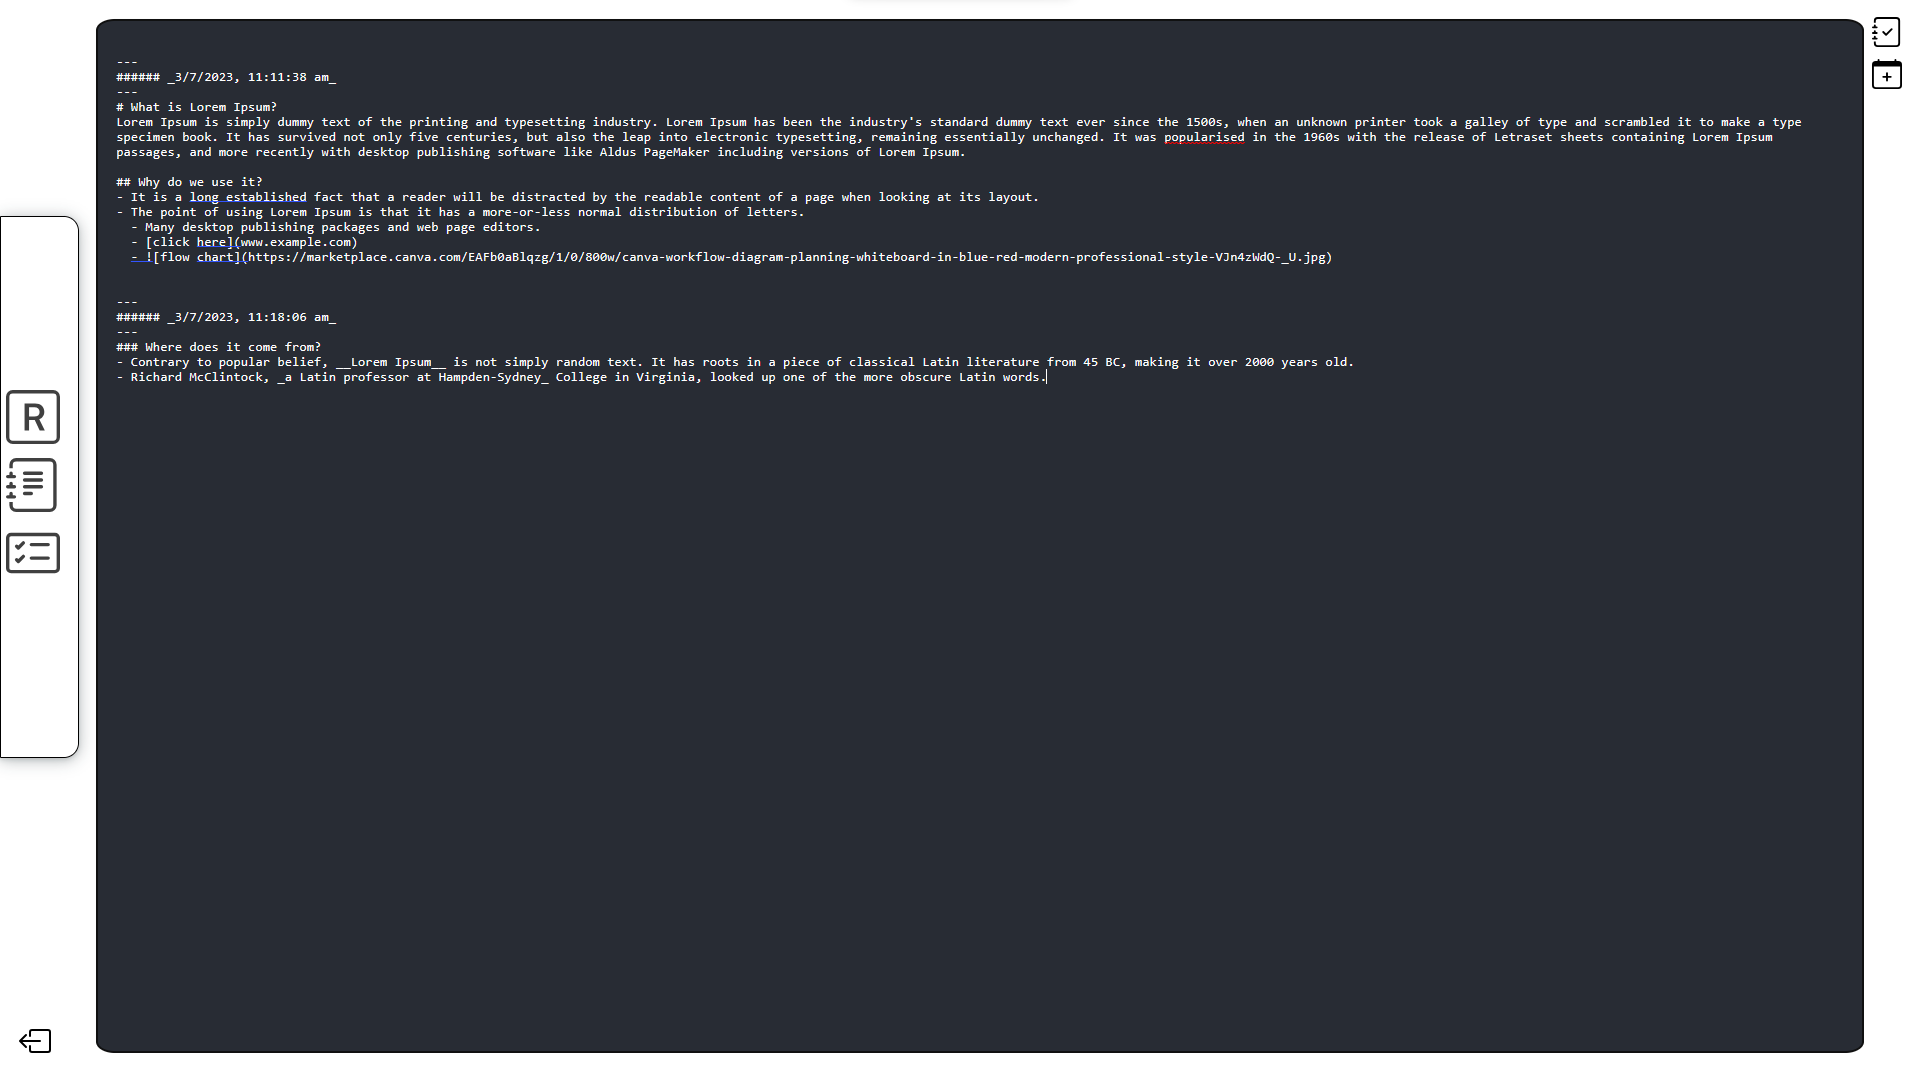 ---
###### _3/7/2023, 11:11:38 am_
---
# What is Lorem Ipsum?
Lorem Ipsum is simply dummy text of the printing and typesetting industry. Lorem Ipsum has been the industry's standard dummy text ever since the 1500s, when an unknown printer took a galley of type and scrambled it to make a type
specimen book. It has survived not only five centuries, but also the leap into electronic typesetting, remaining essentially unchanged. It was popularised in the 1960s with the release of Letraset sheets containing Lorem Ipsum
passages, and more recently with desktop publishing software like Aldus PageMaker including versions of Lorem Ipsum.

## Why do we use it?
- It is a long established fact that a reader will be distracted by the readable content of a page when looking at its layout.
- The point of using Lorem Ipsum is that it has a more-or-less normal distribution of letters.
  - Many desktop publishing packages and web page editors.
  - [click here](www.example.com)
  - ![flow chart](https://marketplace.canva.com/EAFb0aBlqzg/1/0/800w/canva-workflow-diagram-planning-whiteboard-in-blue-red-modern-professional-style-VJn4zWdQ-_U.jpg)

---
###### _3/7/2023, 11:18:06 am_
---
### Where does it come from?
- Contrary to popular belief, __Lorem Ipsum__ is not simply random text. It has roots in a piece of classical Latin literature from 45 BC, making it over 2000 years old.
- Richard McClintock, _a Latin professor at Hampden-Sydney_ College in Virginia, looked up one of the more obscure Latin words.
R